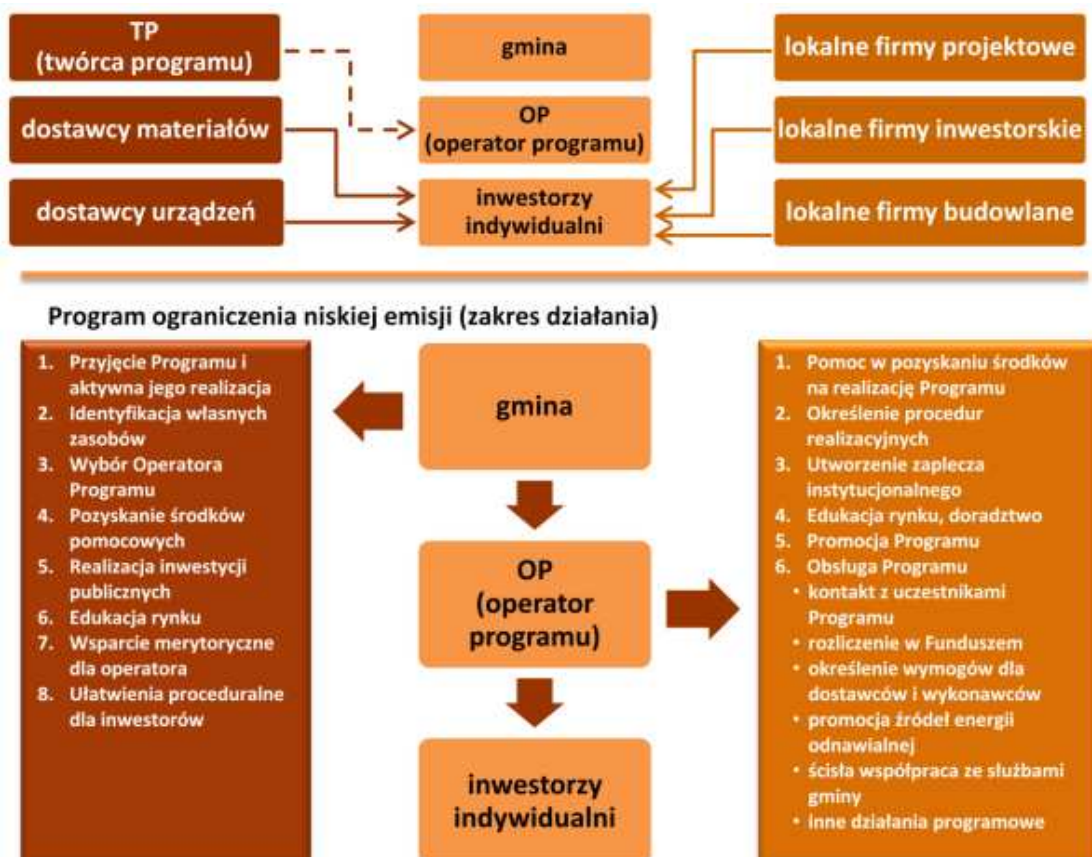 TP
(twórca programu)
gmina
lokalne firmy projektowe
dostawcy materiałów
OP
(operator programu)
lokalne firmy inwestorskie
dostawcy urządzeń
inwestorzy
indywidualni
lokalne firmy budowlane
Program ograniczenia niskiej emisji (zakres działania)
1. Przyjęcie Programu i
aktywna jego realizacja
2. Identyfikacja własnych
zasobów
3. Wybór Operatora
Programu
4. Pozyskanie środków
pomocowych
5. Realizacja inwestycji
publicznych
6. Edukacja rynku
7. Wsparcie merytoryczne
dla operatora
8. Ułatwienia proceduralne
dla inwestorów
gmina
OP
(operator
programu)
inwestorzy
indywidualni
1. Pomoc w pozyskaniu środków
na realizację Programu
2. Określenie procedur
realizacyjnych
3. Utworzenie zaplecza
instytucjonalnego
4. Edukacja rynku, doradztwo
5. Promocja Programu
6. Obsługa Programu
• kontakt z uczestnikami
Programu
• rozliczenie w Funduszem
• określenie wymogów dla
dostawców i wykonawców
• promocja źródeł energii
odnawialnej
• ścisła współpraca ze służbami
gminy
• inne działania programowe